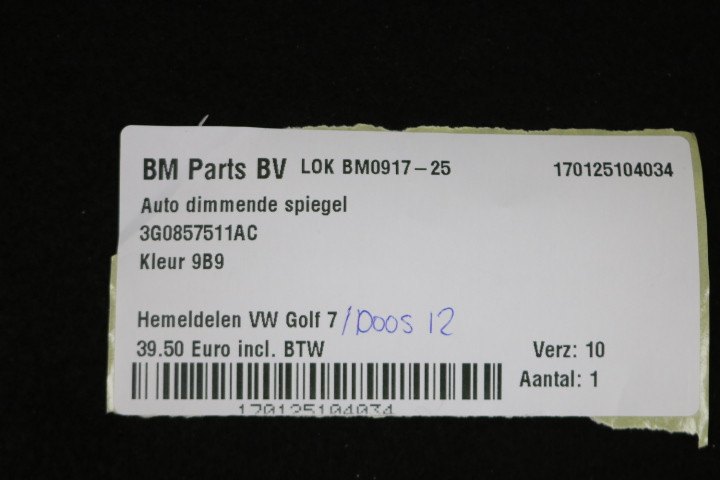 BM Parts BV LOK BM0917-25 170125104034
Auto dimmende spiegel
3G0857511AC
Kleur 9B9
Hemeldelen VW Golf 7 /Doos 12
39.50 Euro incl. BTW Verz: 10
Aantal: 1
170125104034